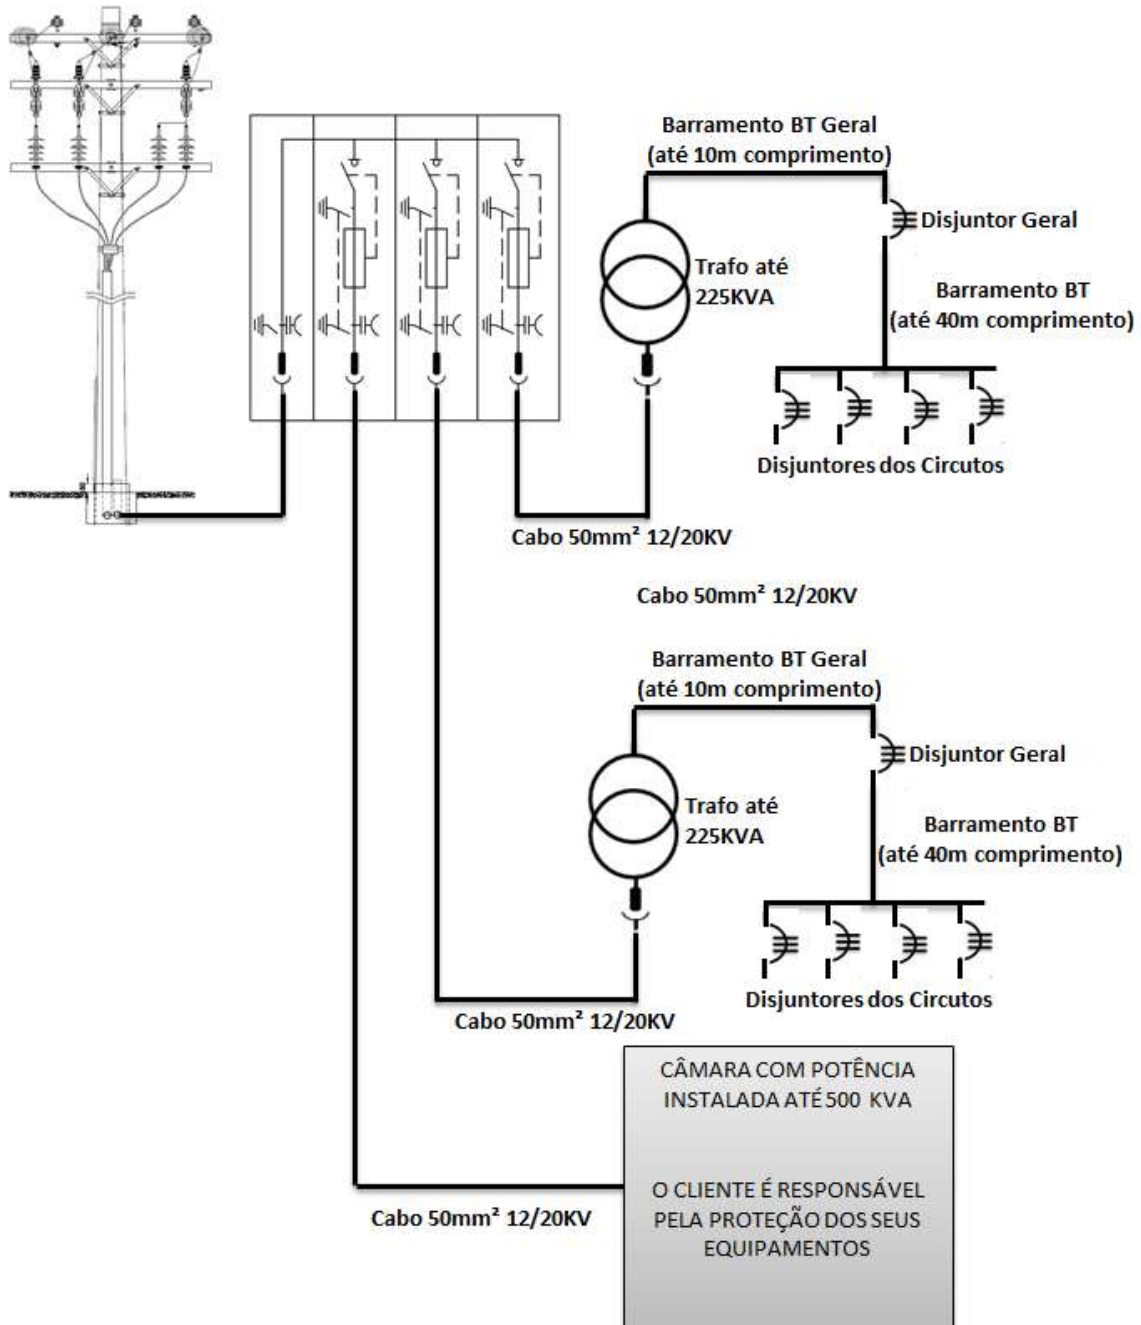 Barramento BT Geral
(até 10m comprimento)
Disjuntor Geral
Trafo até
225KVA
Barramento BT
(até 40m comprimento)
Disjuntores dos Circutos
Cabo 50mm² 12/20KV
Cabo 50mm² 12/20KV
Barramento BT Geral
(até 10m comprimento)
Disjuntor Geral
Trafo até
225KVA
Barramento BT
(até 40m comprimento)
Disjuntores dos Circutos
Cabo 50mm² 12/20KV
CÂMARA COM POTÊNCIA
INSTALADA ATÉ 500 KVA
O CLIENTE É RESPONSÁVEL
PELA PROTEÇÃO DOS SEUS
EQUIPAMENTOS
Cabo 50mm² 12/20KV